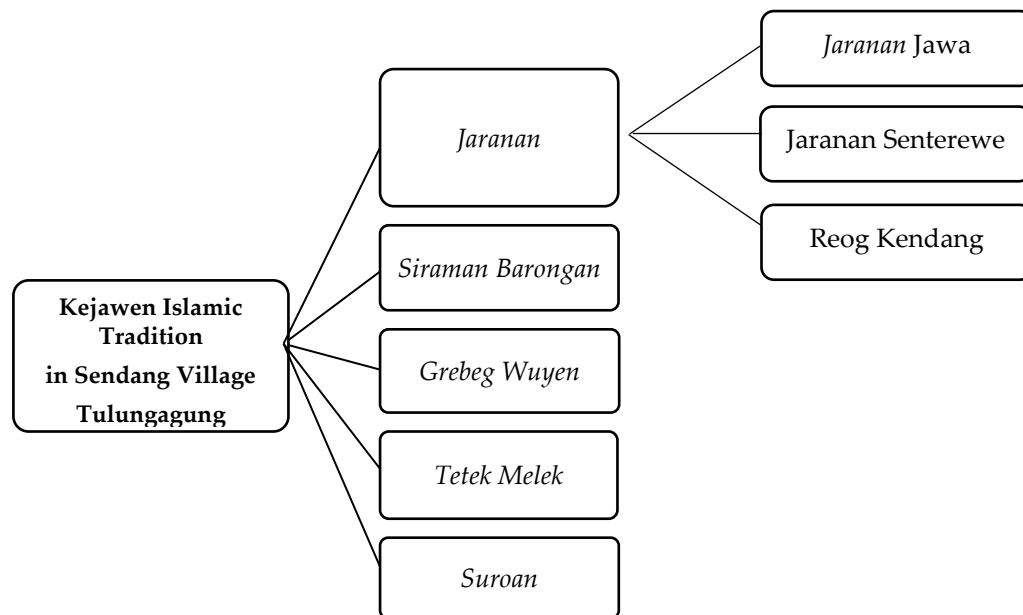 Kejawen Islamic
Tradition
in Sendang Village
Tulungagung
Jaranan
Siraman Barongan
Grebeg Wuyen
Tetek Melek
Suroan
Jaranan Jawa
Jaranan Senterewe
Reog Kendang